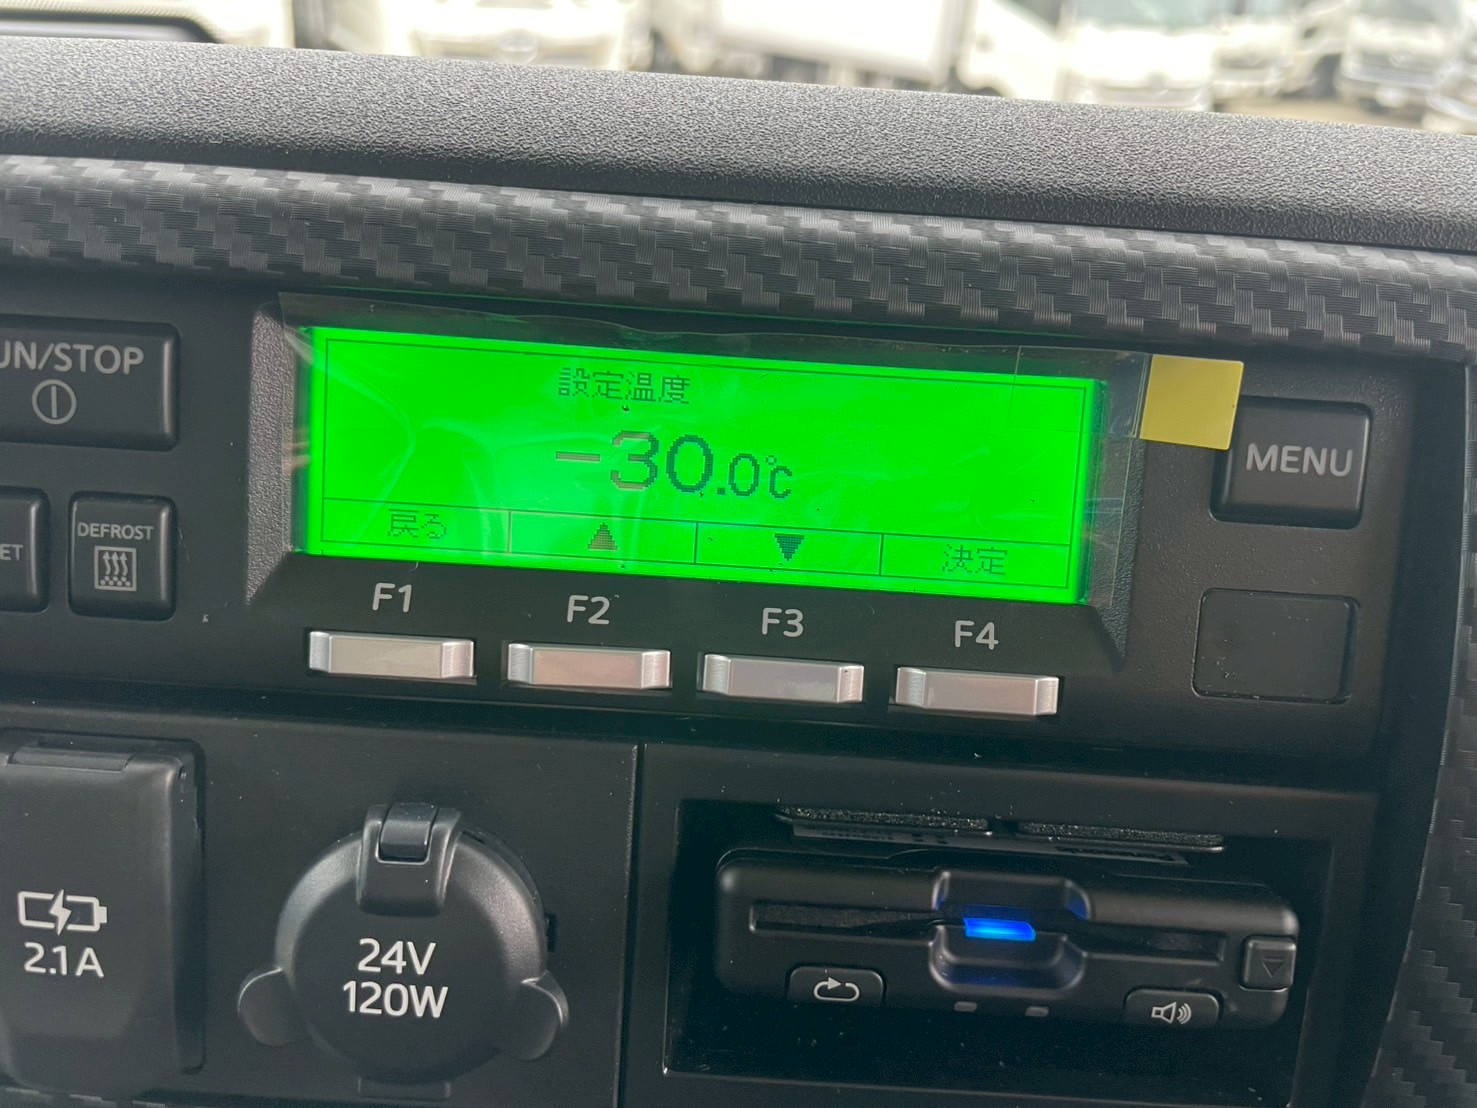 UN/STOP
設定温度
-30.0℃
MENU
ET
DEFROST
戻る ▲ ▼ 決定
F1 F2 F3 F4
2.1A
24V
120W